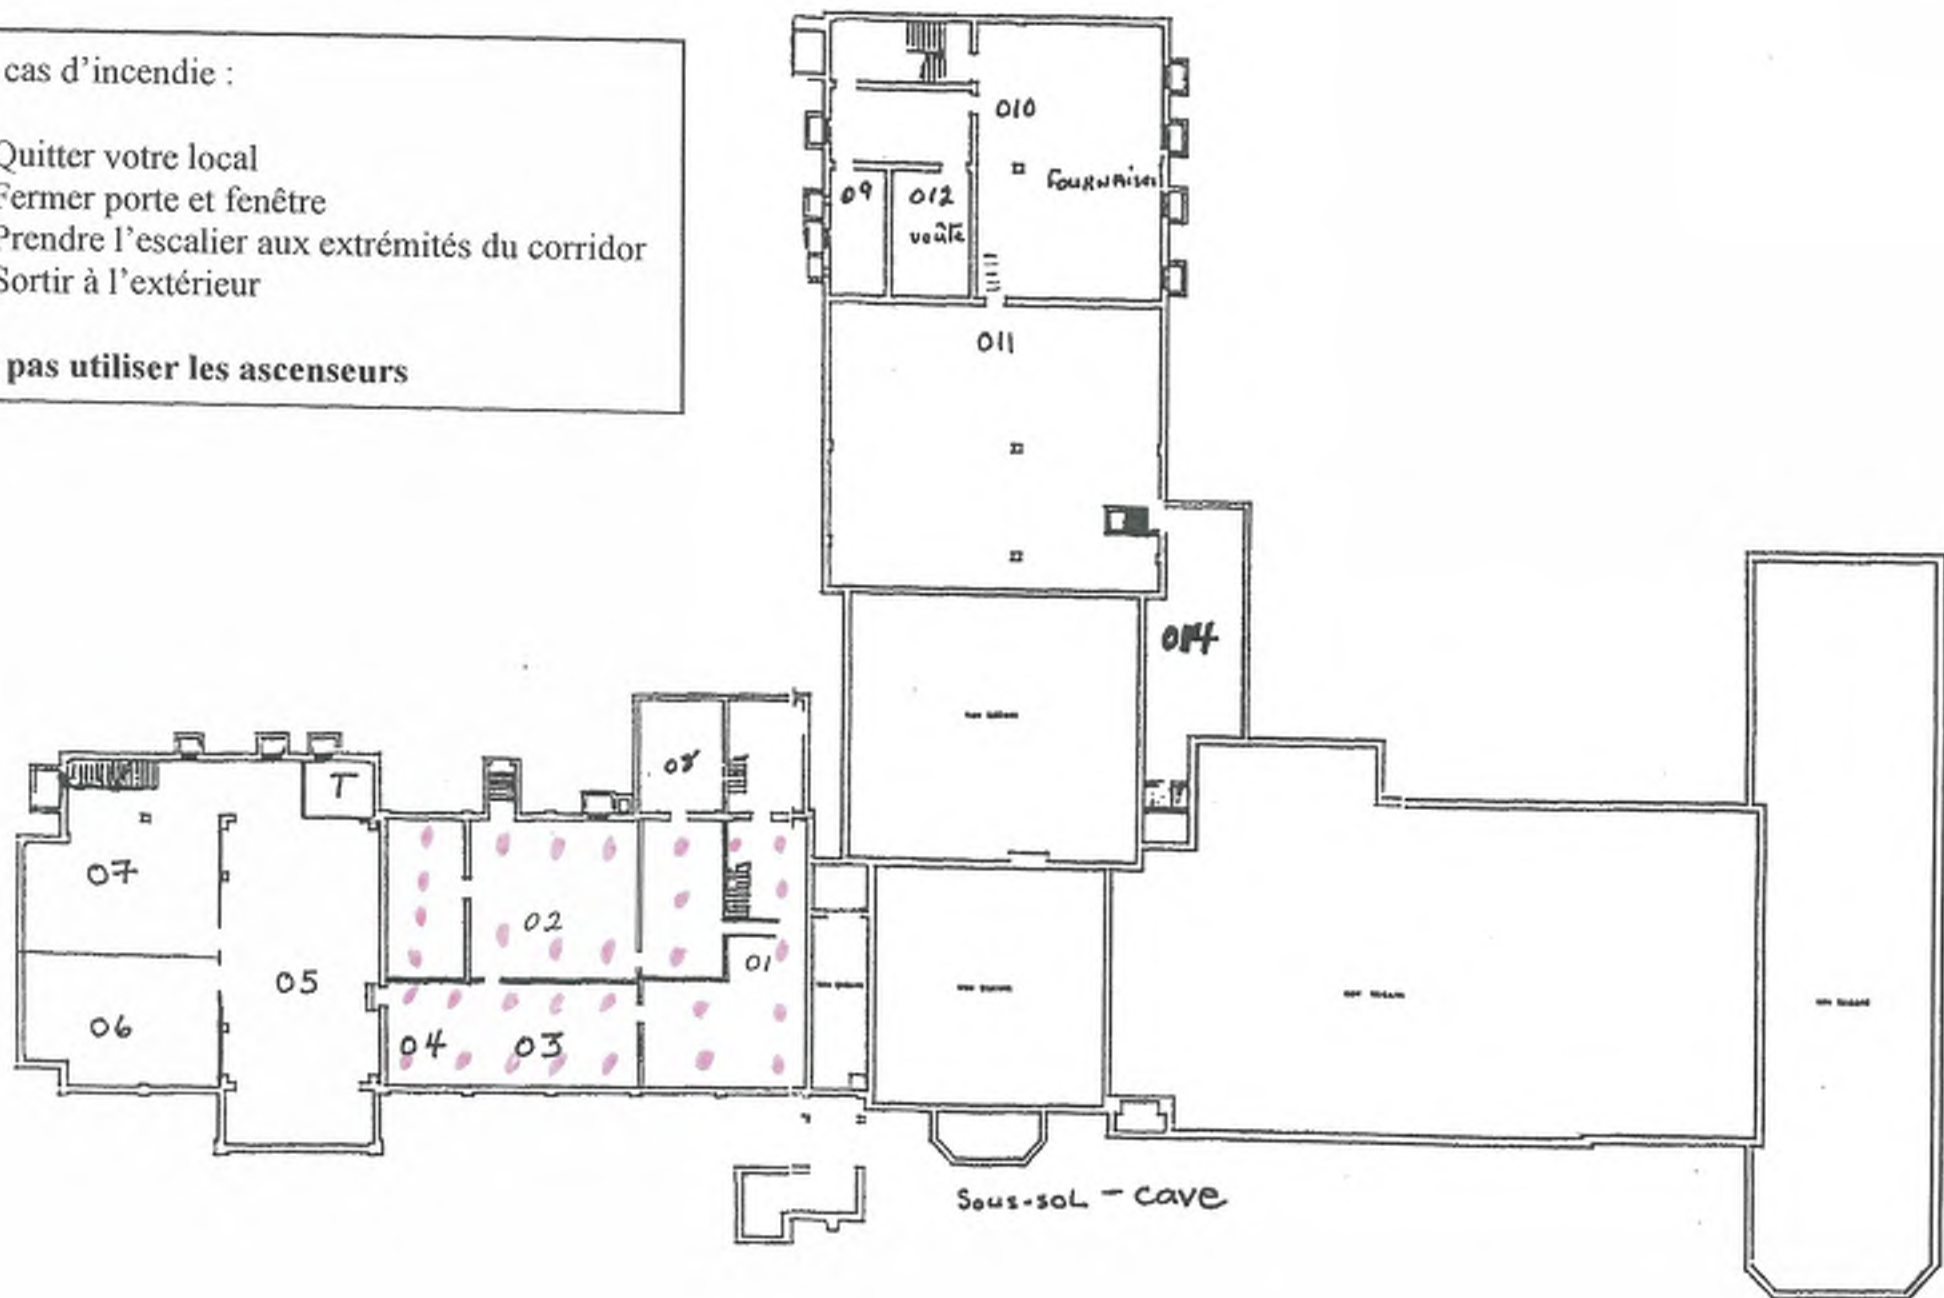 cas d'incendie :
Quitter votre local
Fermer porte et fenêtre
Prendre l'escalier aux extrémités du corridor
Sortir à l'extérieur
pas utiliser les ascenseurs
010
09
012
voûte
011
014
08
T
07
02
01
05
06
04
03
Sous-sol - cave